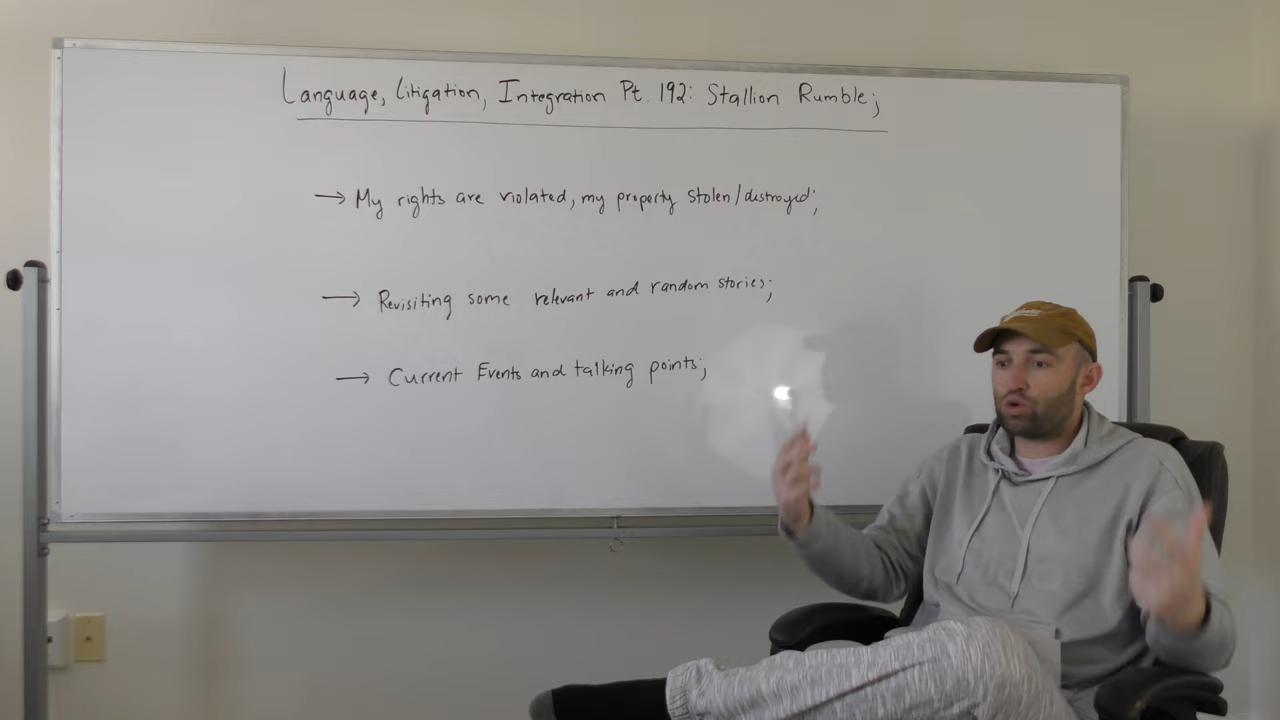 Language, Litigation, Integration Pt. 192: Stallion Rumble;
→ My rights are violated, my property stolen/destroyed;
→ Revisiting some relevant and random stories;
→ Current Events and talking points;